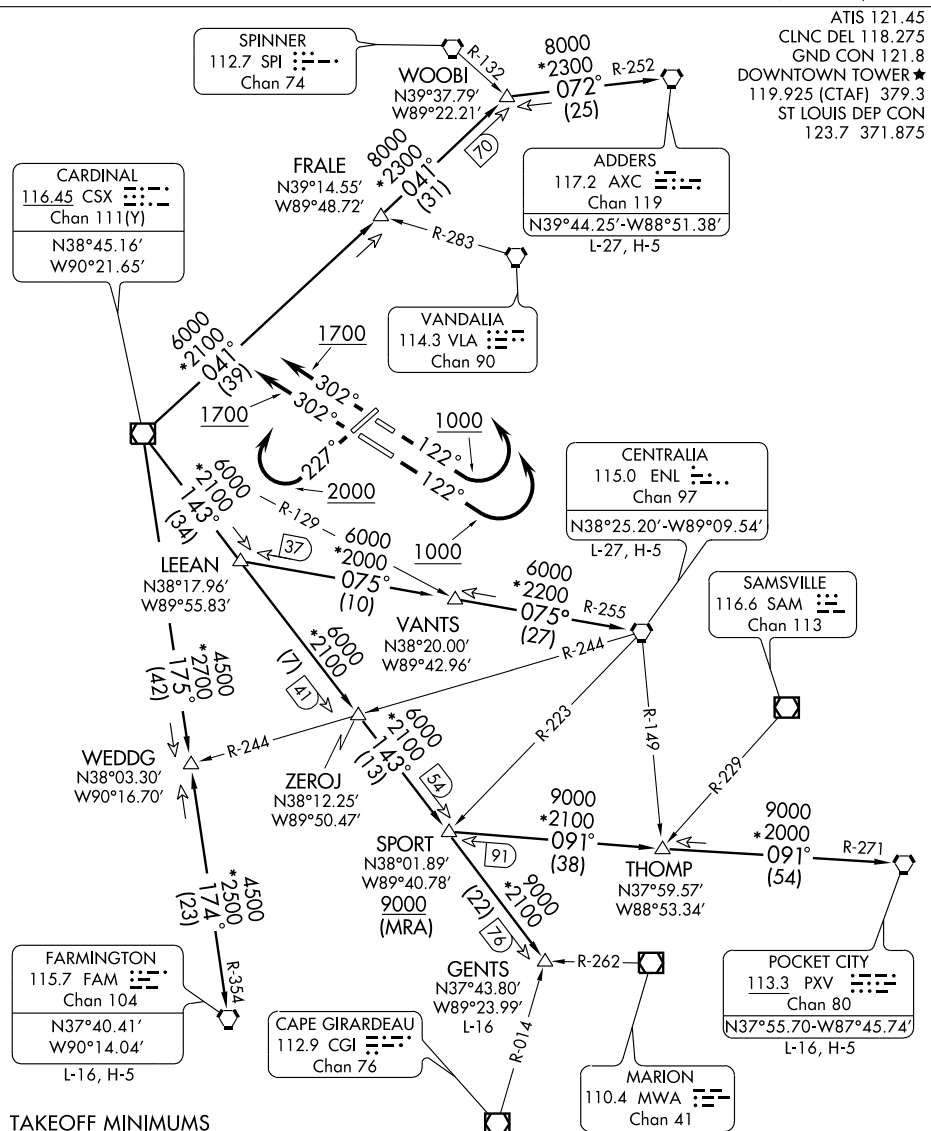 ATIS 121.45
CLNC DEL 118.275
GND CON 121.8
DOWNTOWN TOWER★
119.925 (CTAF) 379.3
ST LOUIS DEP CON
123.7 371.875
SPINNER
112.7 SPI
Chan 74
R-132
WOOBI
N39°37.79′
W89°22.21′
8000
*2300
072°
(25)
R-252
ADDERS
117.2 AXC
Chan 119
N39°44.25′-W88°51.38′
L-27, H-5
70
8000
*2300
041°
(31)
FRALE
N39°14.55′
W89°48.72′
R-283
VANDALIA
114.3 VLA
Chan 90
CARDINAL
116.45 CSX
Chan 111(Y)
N38°45.16′
W90°21.65′
6000
*2100
041°
(39)
1700
302°
1700
302°
1000
122°
122°
1000
227°
2000
CENTRALIA
115.0 ENL
Chan 97
N38°25.20′-W89°09.54′
L-27, H-5
6000
*2100
143°
(34)
R-129
37
LEEAN
N38°17.96′
W89°55.83′
6000
*2000
075°
(10)
VANTS
N38°20.00′
W89°42.96′
6000
*2200
075°
(27)
R-255
SAMSVILLE
116.6 SAM
Chan 113
R-244
R-223
R-149
R-229
6000
*2100
(7)
41
4500
*2700
175°
(42)
R-244
WEDDG
N38°03.30′
W90°16.70′
ZEROJ
N38°12.25′
W89°50.47′
6000
*2100
143°
(13)
54
SPORT
N38°01.89′
W89°40.78′
9000
(MRA)
91
9000
*2100
091°
(38)
THOMP
N37°59.57′
W88°53.34′
9000
*2000
091°
(54)
R-271
4500
*2500
174°
(23)
R-354
FARMINGTON
115.7 FAM
Chan 104
N37°40.41′
W90°14.04′
L-16, H-5
9000
*2100
(22)
76
GENTS
N37°43.80′
W89°23.99′
L-16
R-262
R-014
CAPE GIRARDEAU
112.9 CGI
Chan 76
MARION
110.4 MWA
Chan 41
POCKET CITY
113.3 PXV
Chan 80
N37°55.70-W87°45.74′
L-16, H-5
TAKEOFF MINIMUMS